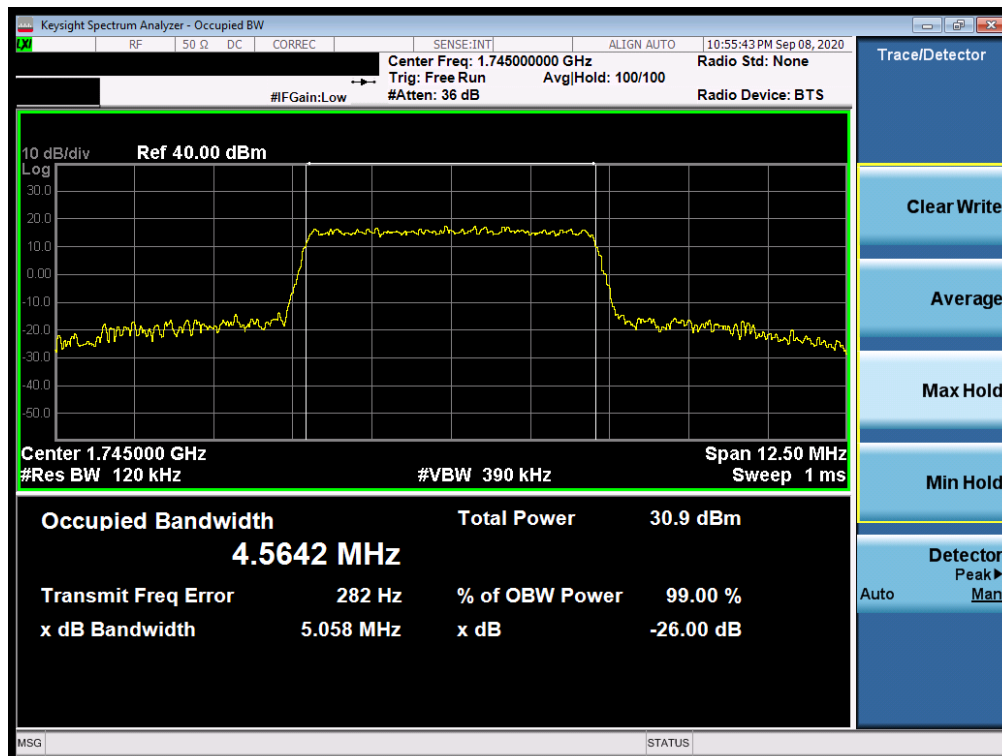 Keysight Spectrum Analyzer - Occupied BW
LXI RF 50 Ω DC CORREC SENSE:INT ALIGN AUTO 10:55:43 PM Sep 08, 2020
Center Freq: 1.745000000 GHz Radio Std: None
Trig: Free Run Avg|Hold: 100/100
#IFGain:Low #Atten: 36 dB Radio Device: BTS
10 dB/div Ref 40.00 dBm
Log
30.0
20.0
10.0
0.00
-10.0
-20.0
-30.0
-40.0
-50.0
Center 1.745000 GHz Span 12.50 MHz
#Res BW 120 kHz #VBW 390 kHz Sweep 1 ms
Occupied Bandwidth Total Power 30.9 dBm
4.5642 MHz
Transmit Freq Error 282 Hz % of OBW Power 99.00 %
x dB Bandwidth 5.058 MHz x dB -26.00 dB
MSG STATUS
Trace/Detector
Clear Write
Average
Max Hold
Min Hold
Detector
Peak▶
Auto Man